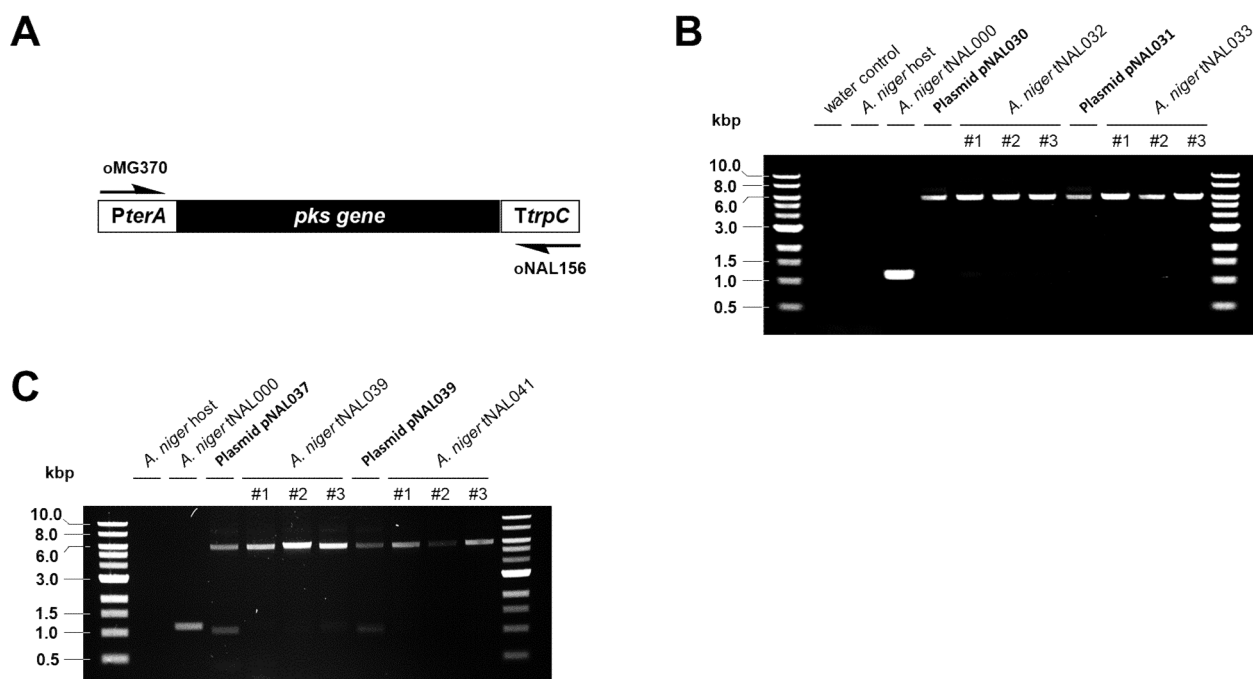 A
oMG370
PterA
pks gene
TtrpC
oNAL156
B
kbp
water control
A. niger host
A. niger tNAL000
Plasmid pNAL030
A. niger tNAL032
Plasmid pNAL031
A. niger tNAL033
#1 #2 #3 #1 #2 #3
10.0
8.0
6.0
3.0
1.5
1.0
0.5
C
kbp
A. niger host
A. niger tNAL000
Plasmid pNAL037
A. niger tNAL039
Plasmid pNAL039
A. niger tNAL041
#1 #2 #3 #1 #2 #3
10.0
8.0
6.0
3.0
1.5
1.0
0.5